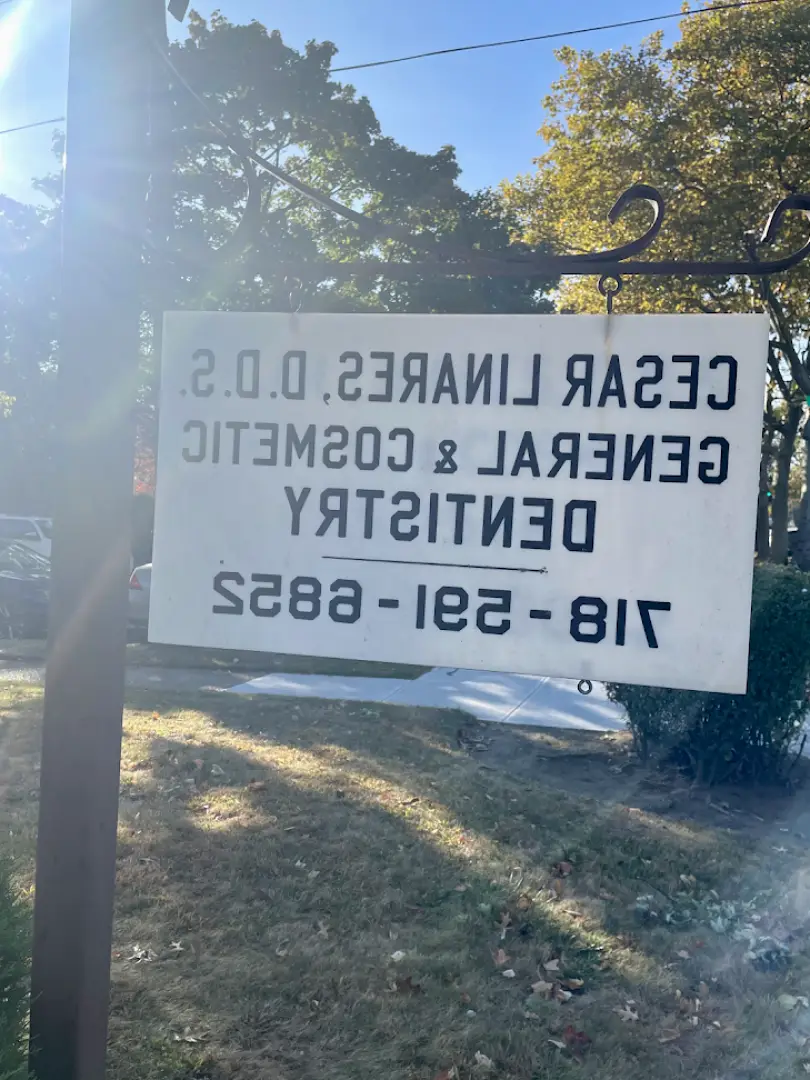 CESAR LINARES, D.D.S.
GENERAL & COSMETIC
DENTISTRY
718-591-6852